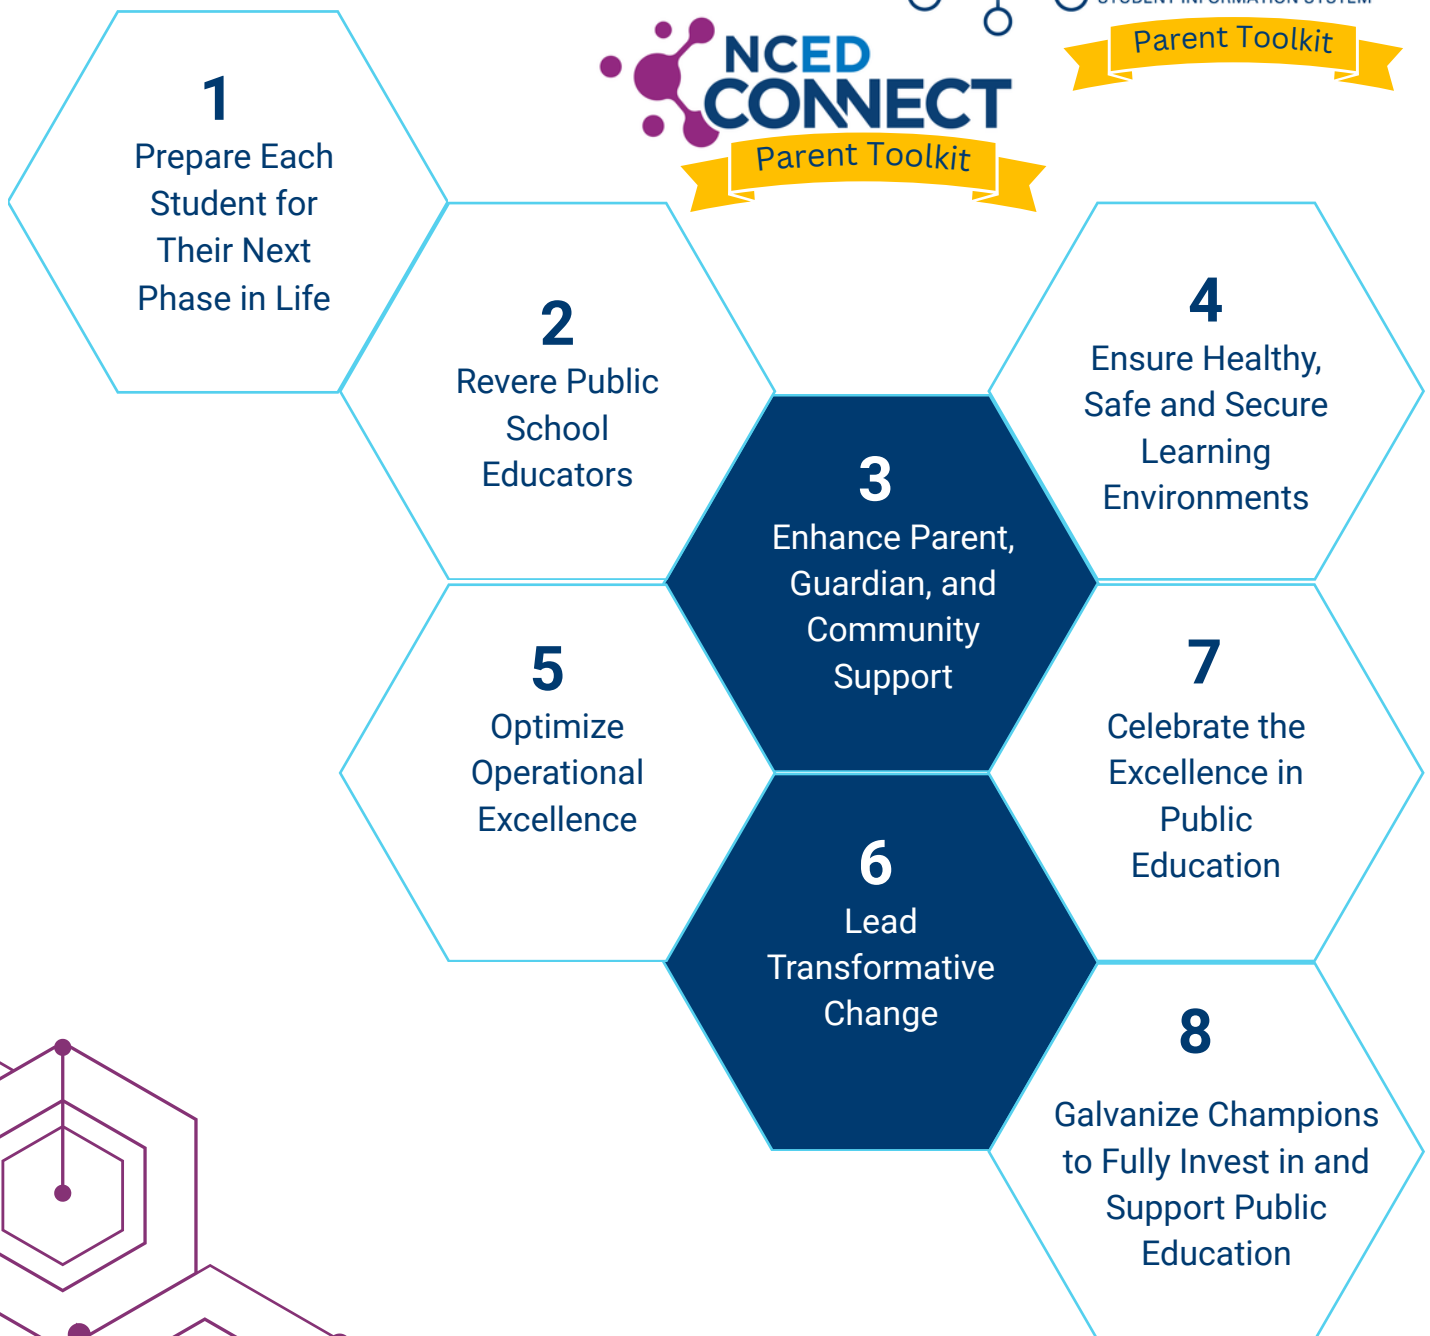 STUDENT INFORMATION SYSTEM
Parent Toolkit
NCED
CONNECT
Parent Toolkit
1
Prepare Each
Student for
Their Next
Phase in Life
2
Revere Public
School
Educators
3
Enhance Parent,
Guardian, and
Community
Support
4
Ensure Healthy,
Safe and Secure
Learning
Environments
5
Optimize
Operational
Excellence
6
Lead
Transformative
Change
7
Celebrate the
Excellence in
Public
Education
8
Galvanize Champions
to Fully Invest in and
Support Public
Education